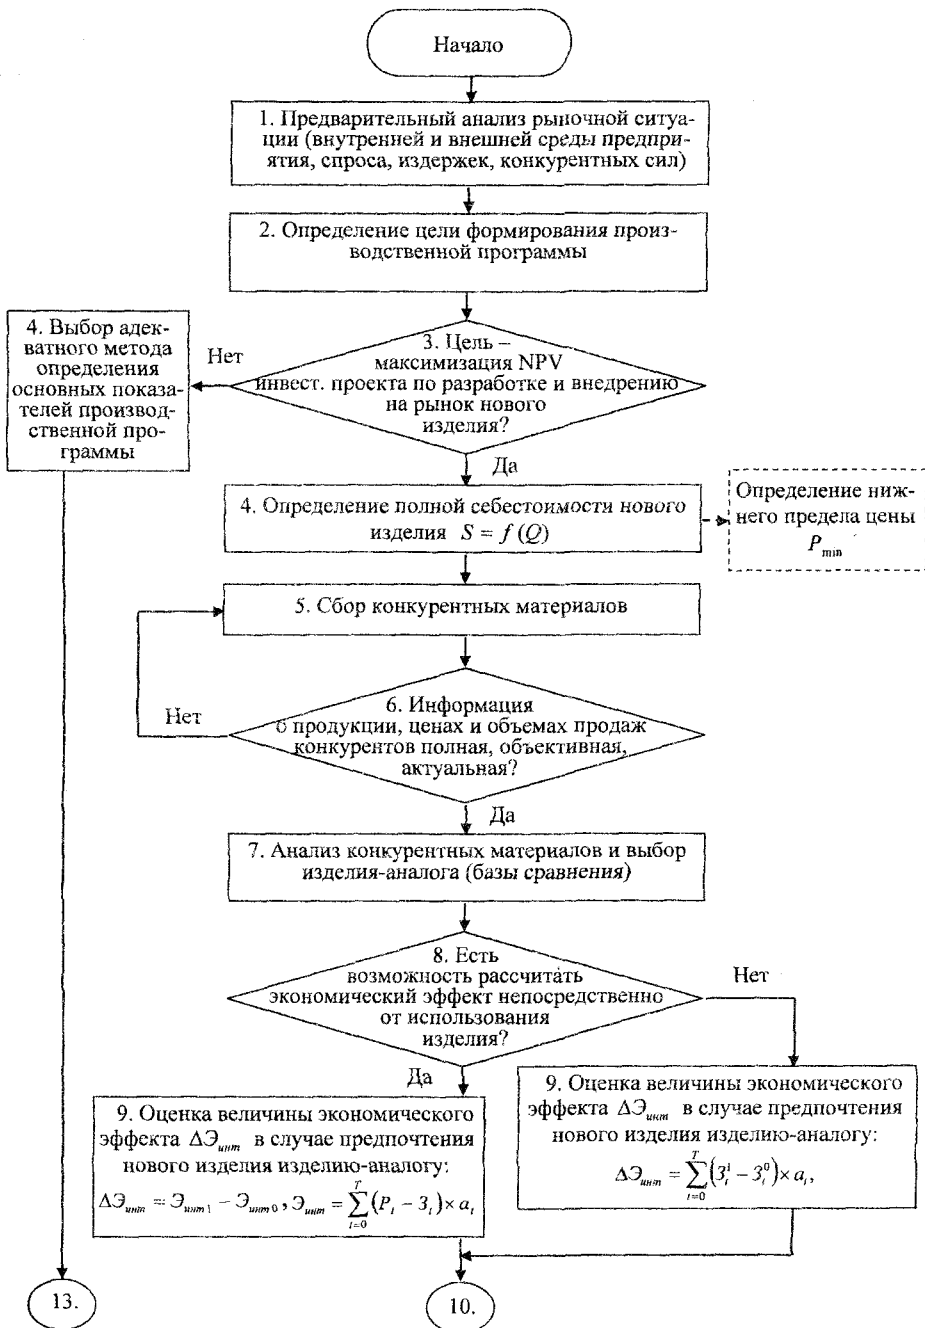 Начало
1. Предварительный анализ рыночной ситуа-
ции (внутренней и внешней среды предпри-
ятия, спроса, издержек, конкурентных сил)
2. Определение цели формирования произ-
водственной программы
3. Цель –
максимизация NPV
инвест. проекта по разработке и внедрению
на рынок нового
изделия?
Нет
4. Выбор адек-
ватного метода
определения
основных показа-
телей производ-
ственной про-
граммы
Да
4. Определение полной себестоимости нового
изделия S = f (Q)
Определение ниж-
него предела цены
P_min
5. Сбор конкурентных материалов
6. Информация
о продукции, ценах и объемах продаж
конкурентов полная, объективная,
актуальная?
Нет
Да
7. Анализ конкурентных материалов и выбор
изделия-аналога (базы сравнения)
8. Есть
возможность рассчитать
экономический эффект непосредственно
от использования
изделия?
Нет
Да
9. Оценка величины экономического
эффекта ΔЭ_инт в случае предпочтения
нового изделия изделию-аналогу:
ΔЭ_инт = Э_инт1 − Э_инт0, Э_инт = ∑_{t=0}^{T} (P_t − З_t) × a_t
9. Оценка величины экономического
эффекта ΔЭ_инт в случае предпочтения
нового изделия изделию-аналогу:
ΔЭ_инт = ∑_{t=0}^{T} (З_t^1 − З_t^0) × a_t,
13.
10.